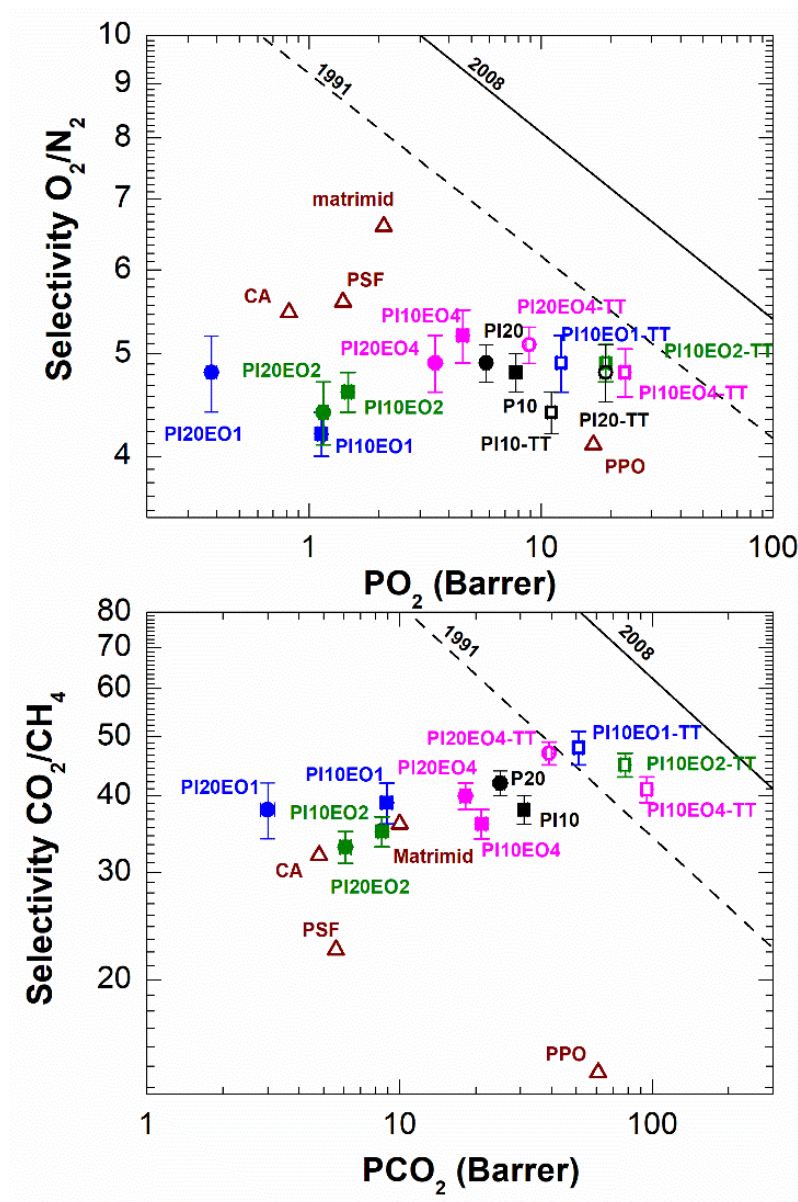 10
9
8
7
6
5
4
Selectivity O2/N2
1991
2008
matrimid
PSF
CA
PI10EO4
PI20EO4-TT
PI20
PI10EO1-TT
PI20EO4
PI10EO2-TT
PI20EO2
PI10EO2
P10
PI10EO4-TT
PI20EO1
PI10EO1
PI10-TT
PI20-TT
PPO
1
10
100
PO2 (Barrer)
80
70
60
50
40
30
20
Selectivity CO2/CH4
1991
2008
PI20EO4-TT
PI10EO1-TT
PI20EO1
PI10EO1
PI20EO4
P20
PI10EO2-TT
PI10EO2
PI10
PI10EO4-TT
CA
Matrimid
PI10EO4
PI20EO2
PSF
PPO
1
10
100
PCO2 (Barrer)